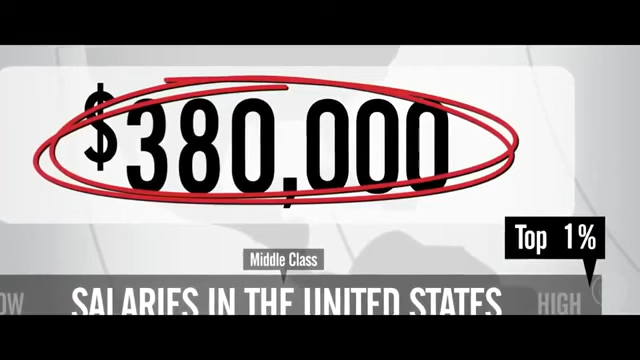 $380,000
Top 1%
Middle Class
SALARIES IN THE UNITED STATES HIGH